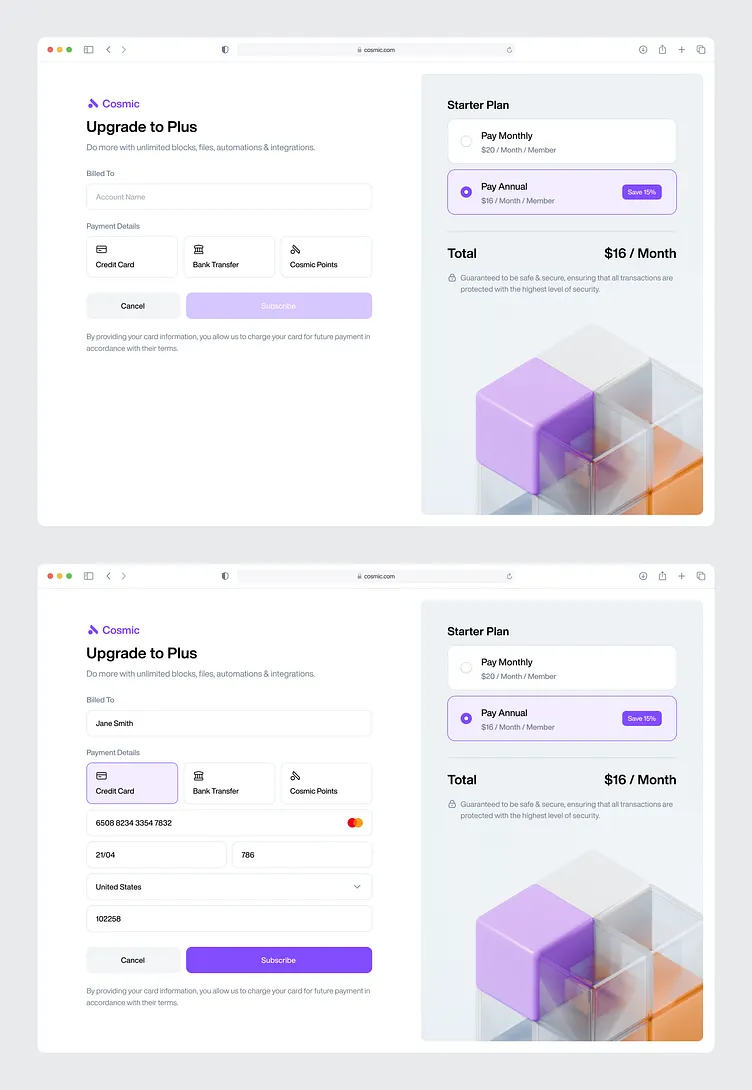 cosmic.com
Cosmic
Upgrade to Plus
Do more with unlimited blocks, files, automations & integrations.
Billed To
Account Name
Payment Details
Credit Card
Bank Transfer
Cosmic Points
Cancel
Subscribe
By providing your card information, you allow us to charge your card for future payment in
accordance with their terms.
Starter Plan
Pay Monthly
$20 / Month / Member
Pay Annual
$16 / Month / Member
Save 15%
Total
$16 / Month
Guaranteed to be safe & secure, ensuring that all transactions are
protected with the highest level of security.
cosmic.com
Cosmic
Upgrade to Plus
Do more with unlimited blocks, files, automations & integrations.
Billed To
Jane Smith
Payment Details
Credit Card
Bank Transfer
Cosmic Points
6508 8234 3354 7832
21/04
786
United States
102258
Cancel
Subscribe
By providing your card information, you allow us to charge your card for future payment in
accordance with their terms.
Starter Plan
Pay Monthly
$20 / Month / Member
Pay Annual
$16 / Month / Member
Save 15%
Total
$16 / Month
Guaranteed to be safe & secure, ensuring that all transactions are
protected with the highest level of security.